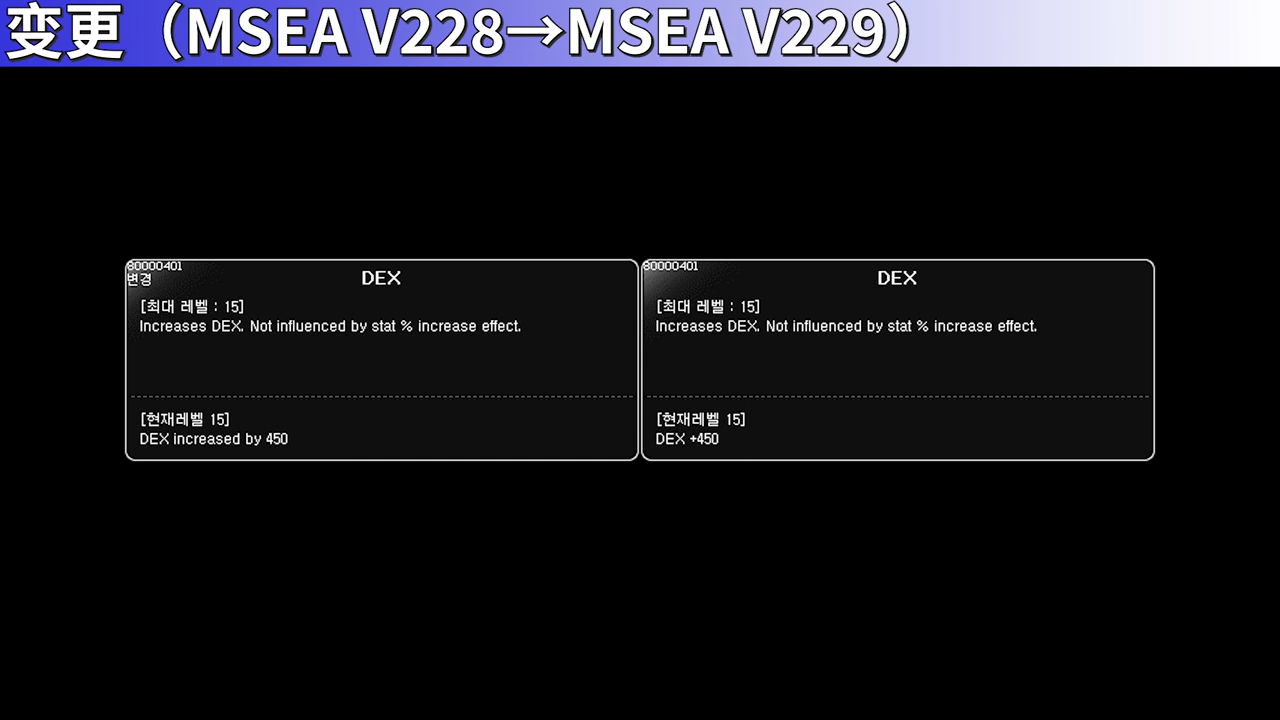 変更（MSEA V228→MSEA V229）
80000401
변경
DEX
[최대 레벨 : 15]
Increases DEX. Not influenced by stat % increase effect.
[현재레벨 15]
DEX increased by 450
80000401
DEX
[최대 레벨 : 15]
Increases DEX. Not influenced by stat % increase effect.
[현재레벨 15]
DEX +450